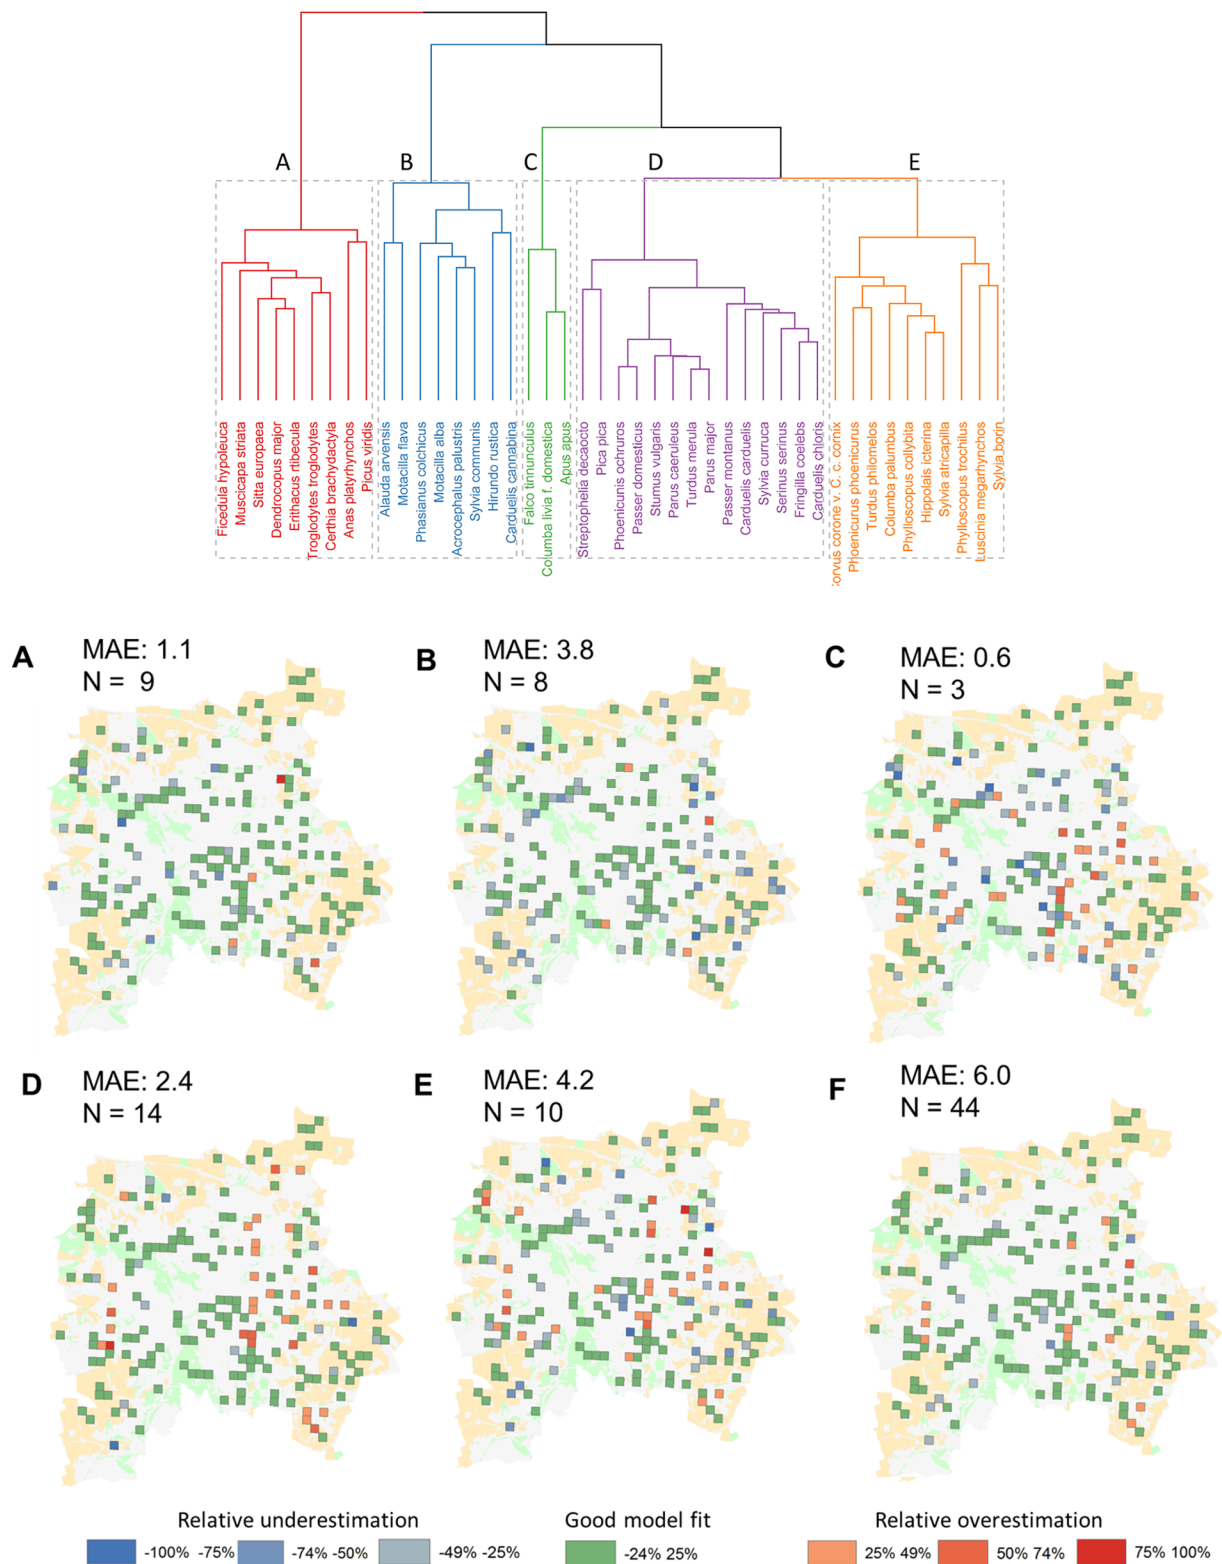 A
B
C
D
E
Ficedula hypoleuca
Muscicapa striata
Sitta europaea
Dendrocopus major
Erithacus rtibecula
Troglodytes troglodytes
Certhia brachydactyla
Anas platyrhynchos
Picus viridis
Alauda arvensis
Motacilla flava
Phasianus colchicus
Motacilla alba
Acrocephalus palustris
Sylvia communis
Hirundo rustica
Carduelis cannabina
Falco tinnunculus
Columba livia f. domestica
Apus apus
Streptophelia decaocto
Pica pica
Phoenicunis ochruros
Passer domesticus
Stumus vulgaris
Parus caeruleus
Turdus merula
Parus major
Passer montanus
Carduelis carduelis
Sylvia curruca
Serinus serinus
Fringilla coelebs
Carduelis chloris
orvus corone v. C. c. cornix
Phoenicurus phoenicurus
Turdus philomelos
Columba palumbus
Phylloscopus collybita
Hippolais icterina
Sylvia atricapilla
Phylloscopus trochilus
Luscinia megarhynchos
Sylvia borin
A
MAE: 1.1
N = 9
B
MAE: 3.8
N = 8
C
MAE: 0.6
N = 3
D
MAE: 2.4
N = 14
E
MAE: 4.2
N = 10
F
MAE: 6.0
N = 44
Relative underestimation
Good model fit
Relative overestimation
-100% -75%
-74% -50%
-49% -25%
-24% 25%
25% 49%
50% 74%
75% 100%